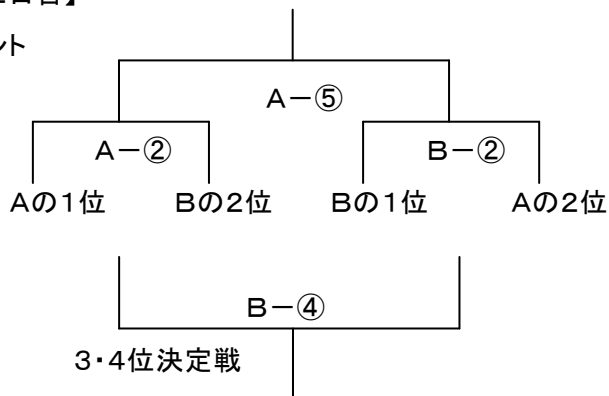 日目】
ント
A－⑤
A－② B－②
Aの1位 Bの2位 Bの1位 Aの2位
B－④
3・4位決定戦